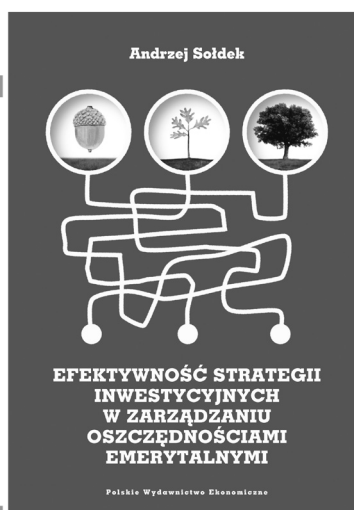 Andrzej Sołdek
EFEKTYWNOŚĆ STRATEGII
INWESTYCYJNYCH
W ZARZĄDZANIU
OSZCZĘDNOŚCIAMI
EMERYTALNYMI
Polskie Wydawnictwo Ekonomiczne